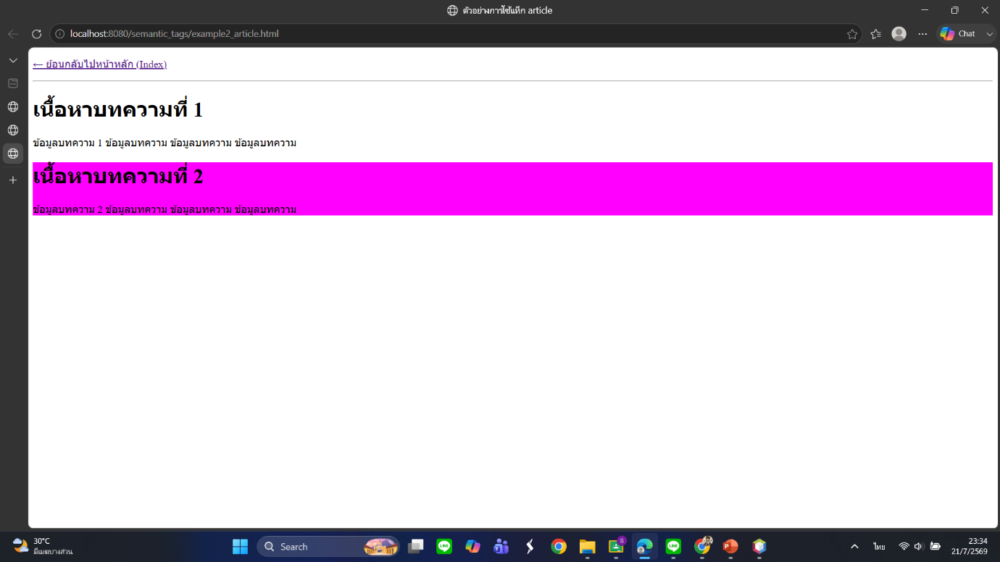 ตัวอย่างการใช้แท็ก article
localhost:8080/semantic_tags/example2_article.html
Chat
← ย้อนกลับไปหน้าหลัก (Index)
เนื้อหาบทความที่ 1
ข้อมูลบทความ 1 ข้อมูลบทความ ข้อมูลบทความ ข้อมูลบทความ
เนื้อหาบทความที่ 2
ข้อมูลบทความ 2 ข้อมูลบทความ ข้อมูลบทความ ข้อมูลบทความ
30°C
มีเมฆบางส่วน
Search
ไทย
23:34
21/7/2569